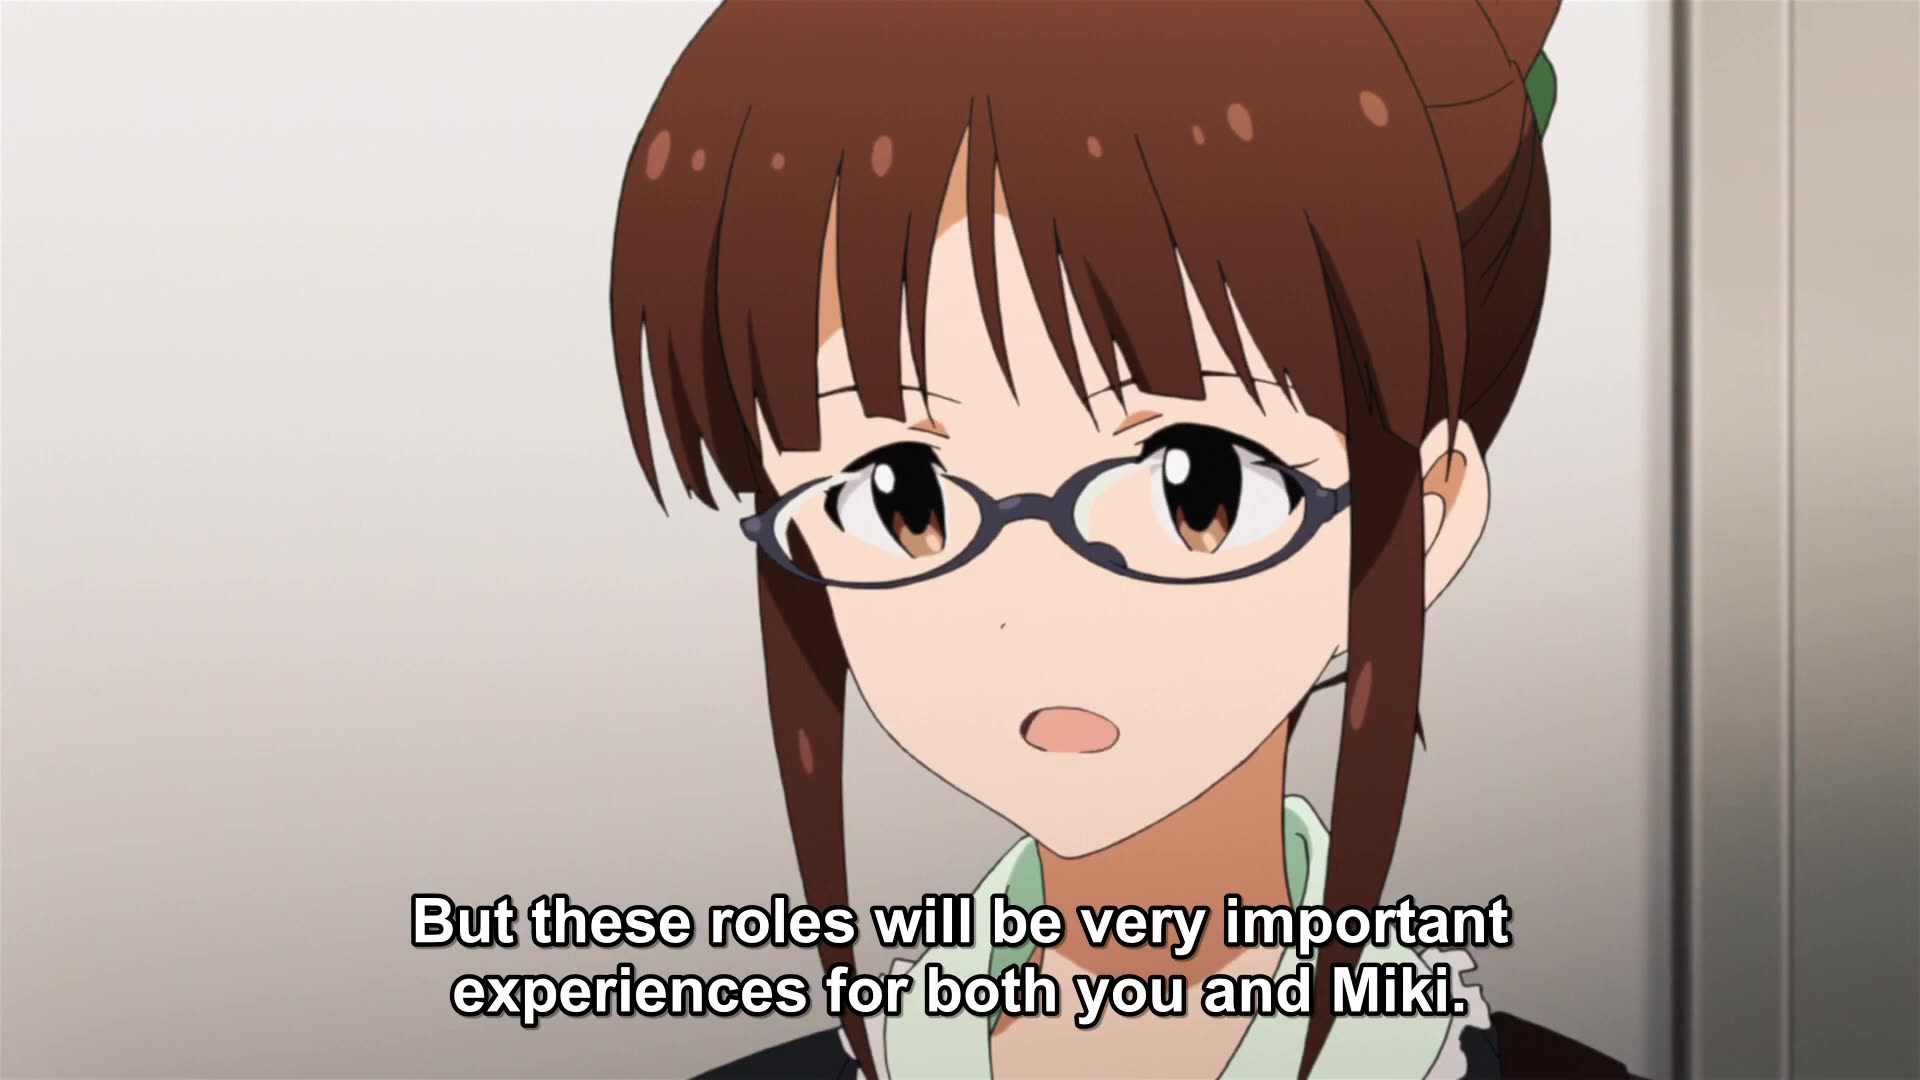 But these roles will be very important
experiences for both you and Miki.